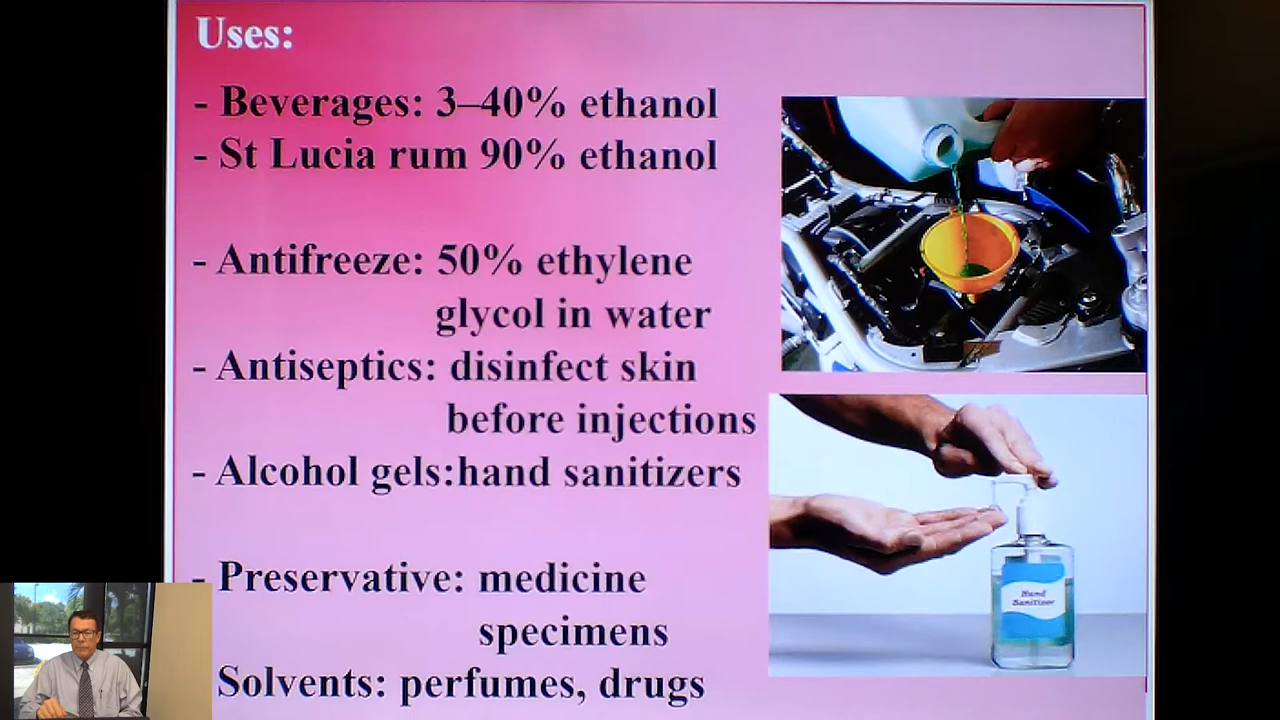 Uses:
- Beverages: 3–40% ethanol
- St Lucia rum 90% ethanol
- Antifreeze: 50% ethylene
glycol in water
- Antiseptics: disinfect skin
before injections
- Alcohol gels:hand sanitizers
- Preservative: medicine
specimens
Solvents: perfumes, drugs
Hand
Sanitizer